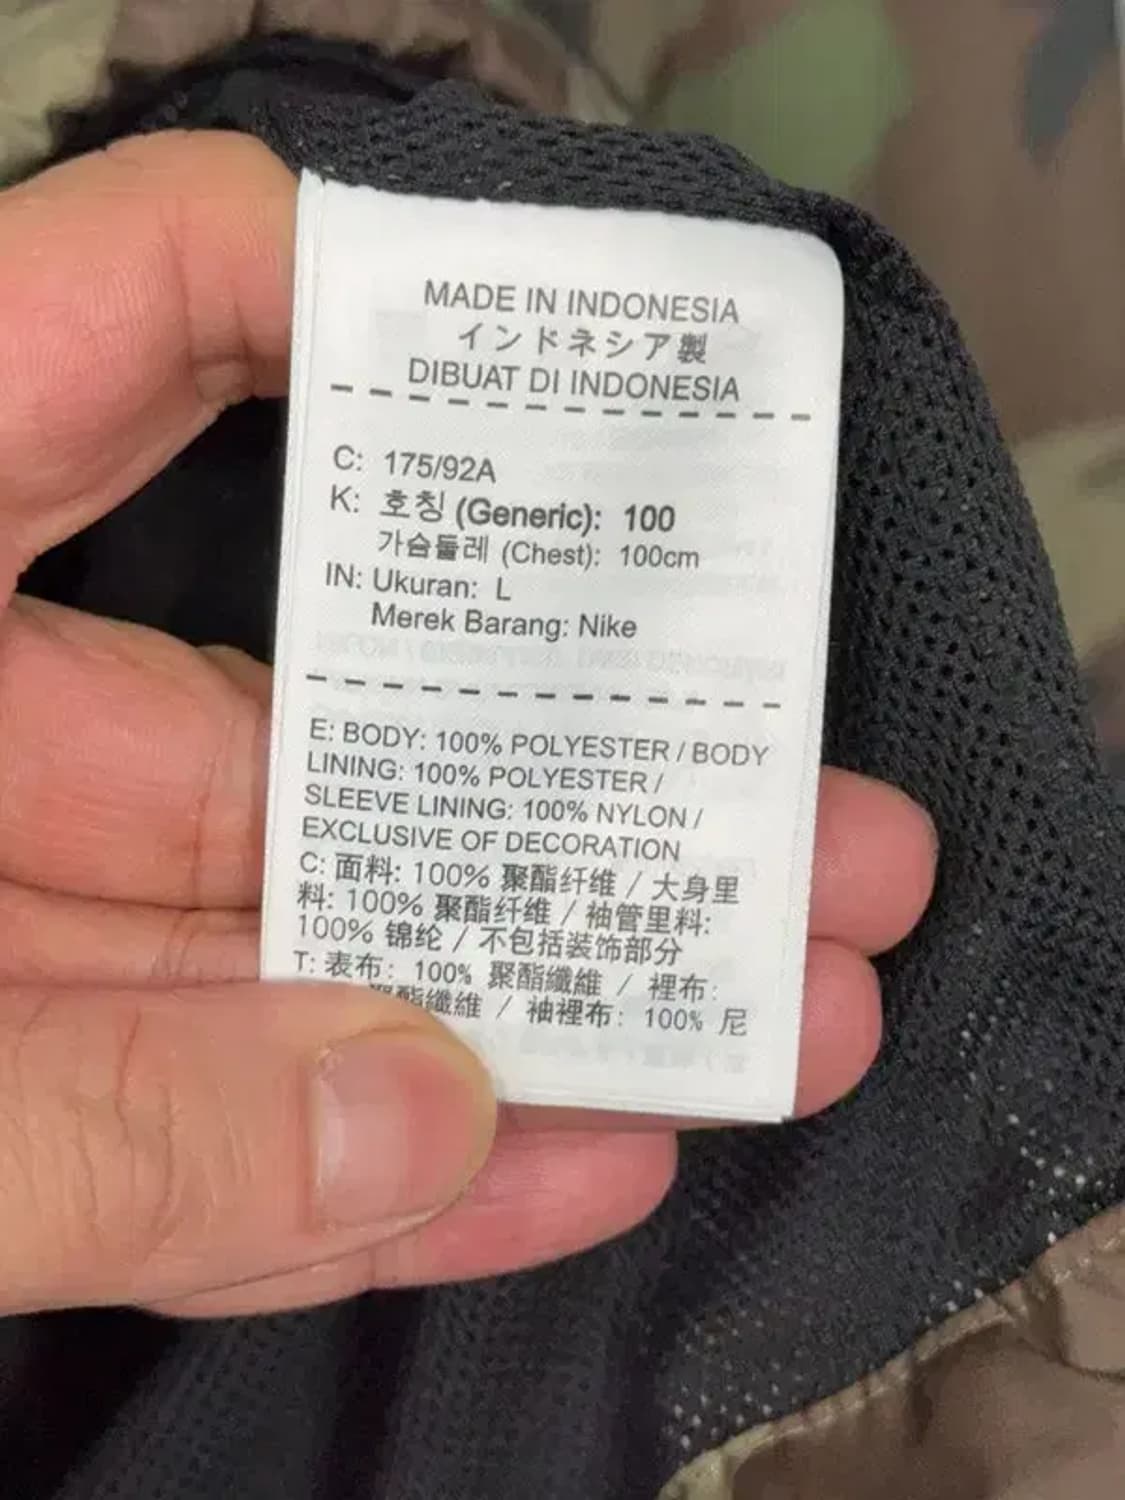 MADE IN INDONESIA
インドネシア製
DIBUAT DI INDONESIA
C: 175/92A
K: 호칭 (Generic): 100
가슴둘레 (Chest): 100cm
IN: Ukuran: L
Merek Barang: Nike
E: BODY: 100% POLYESTER / BODY
LINING: 100% POLYESTER /
SLEEVE LINING: 100% NYLON /
EXCLUSIVE OF DECORATION
C: 面料: 100% 聚酯纤维 / 大身里
料: 100% 聚酯纤维 / 袖管里料:
100% 锦纶 / 不包括装饰部分
T: 表布: 100% 聚酯纖維 / 裡布:
聚酯纖維 / 袖裡布: 100% 尼